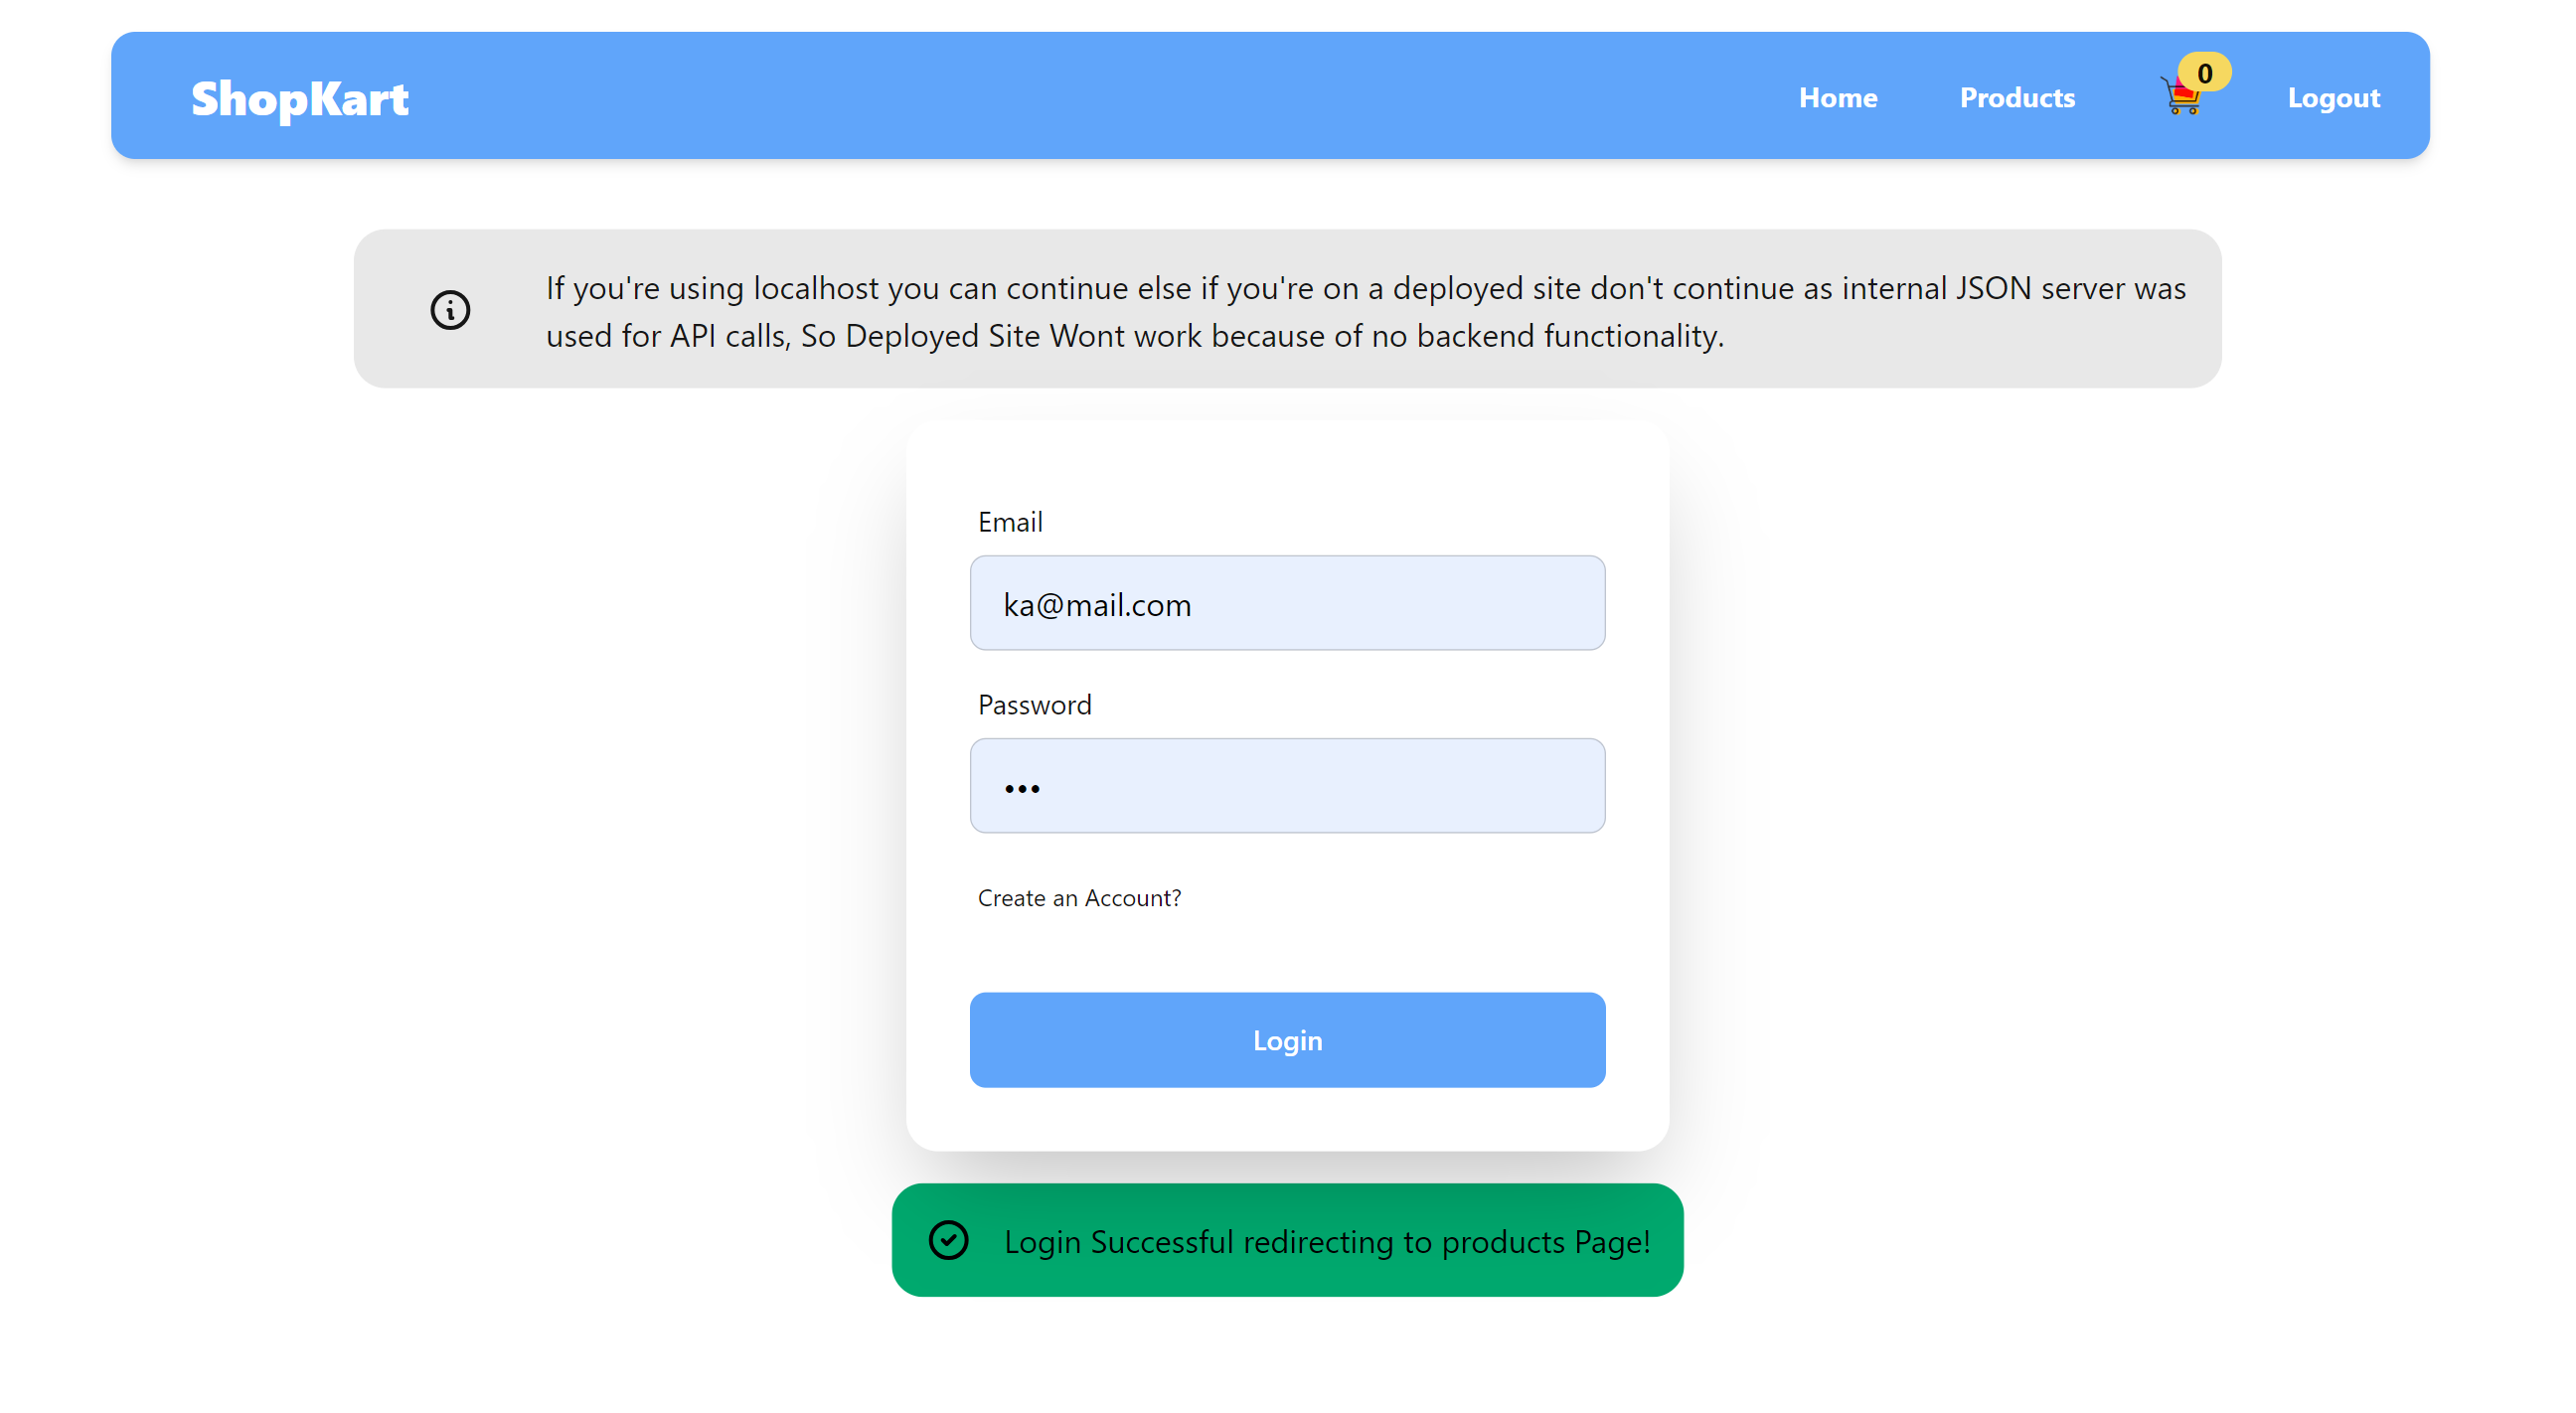 ShopKart
Home Products 0 Logout
If you're using localhost you can continue else if you're on a deployed site don't continue as internal JSON server was
used for API calls, So Deployed Site Wont work because of no backend functionality.
Email
ka@mail.com
Password
•••
Create an Account?
Login
Login Successful redirecting to products Page!